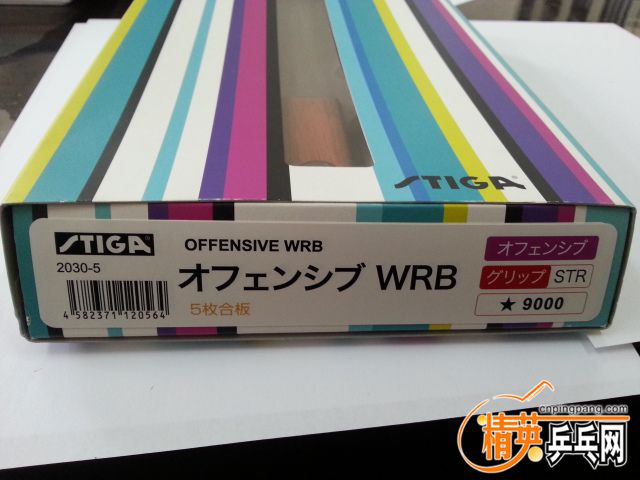 STIGA
STIGA
2030-5
4 582371 120564
OFFENSIVE WRB
オフェンシブ WRB
5枚合板
オフェンシブ
グリップ STR
★ 9000
cnpingpang.com
精英乒乓网